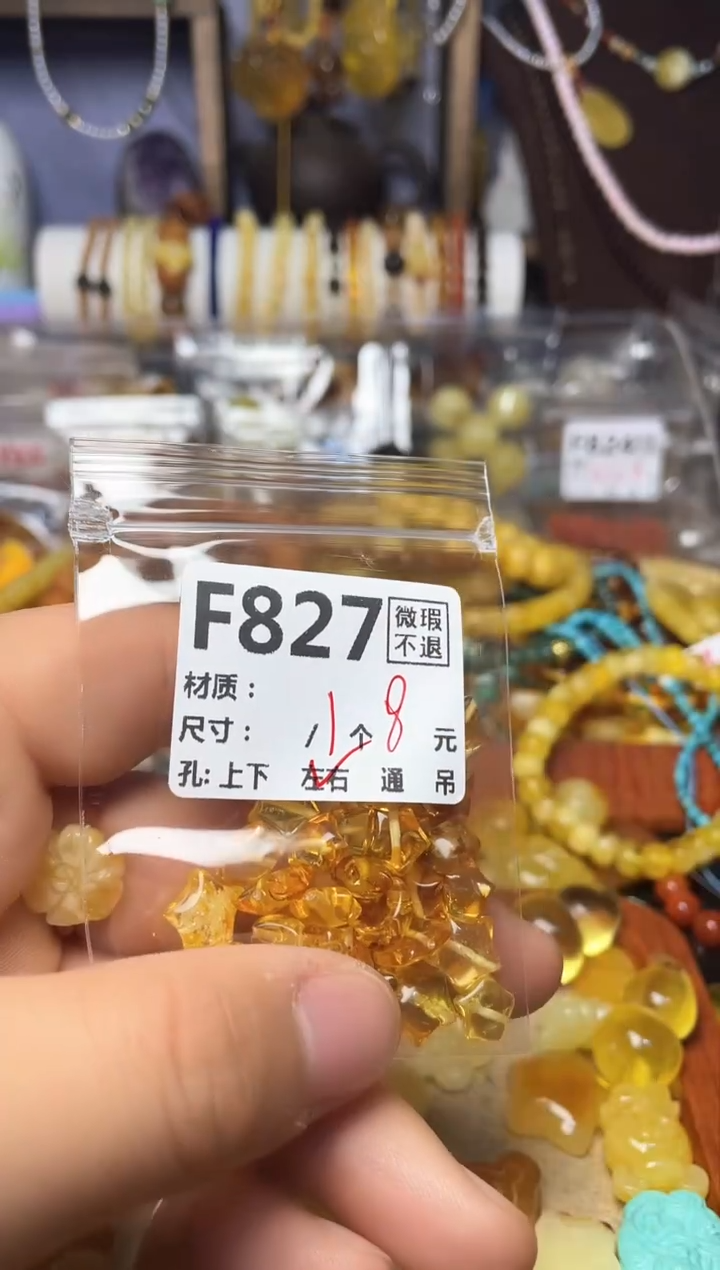 F827 微瑕不退
材质：
尺寸： / 1 个 8 元
孔: 上下 左右 通 吊